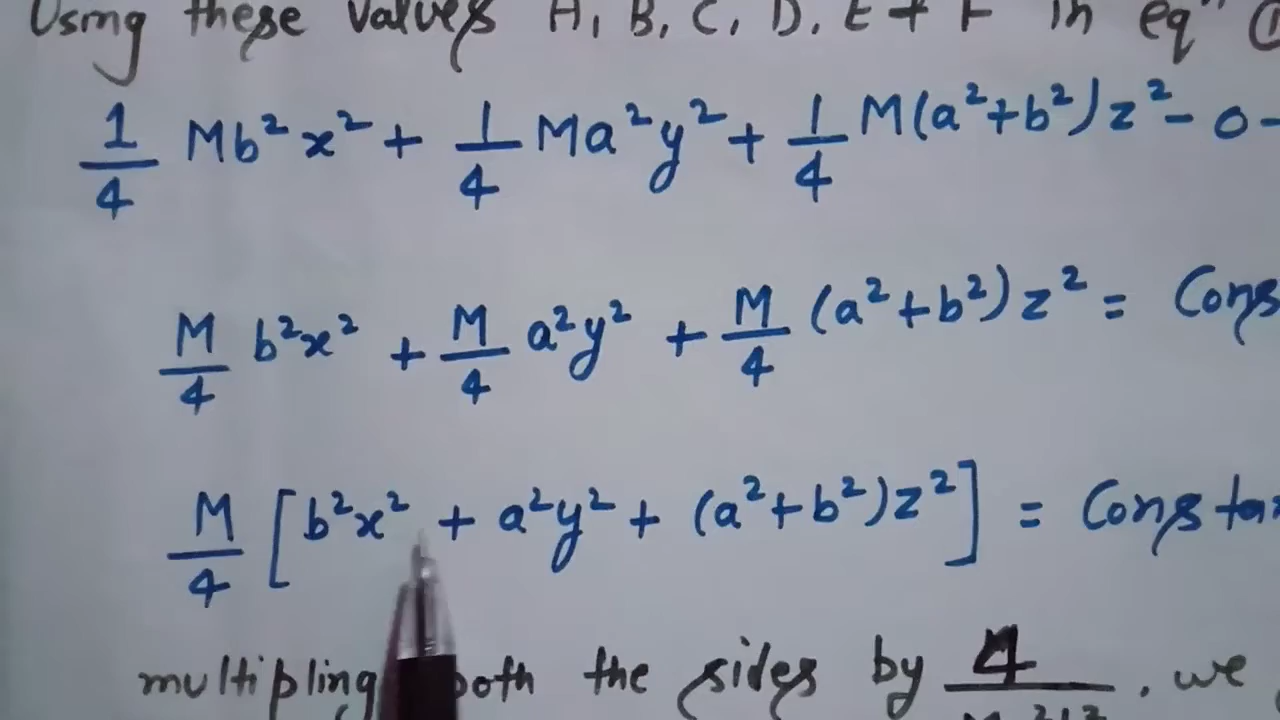 Using these values A, B, C, D, E + F in eqⁿ
1/4 Mb²x² + 1/4 Ma²y² + 1/4 M(a²+b²)z² - 0 -
M/4 b²x² + M/4 a²y² + M/4 (a²+b²)z² = Cons
M/4 [b²x² + a²y² + (a²+b²)z²] = Consta
multipling both the sides by 4/ , we